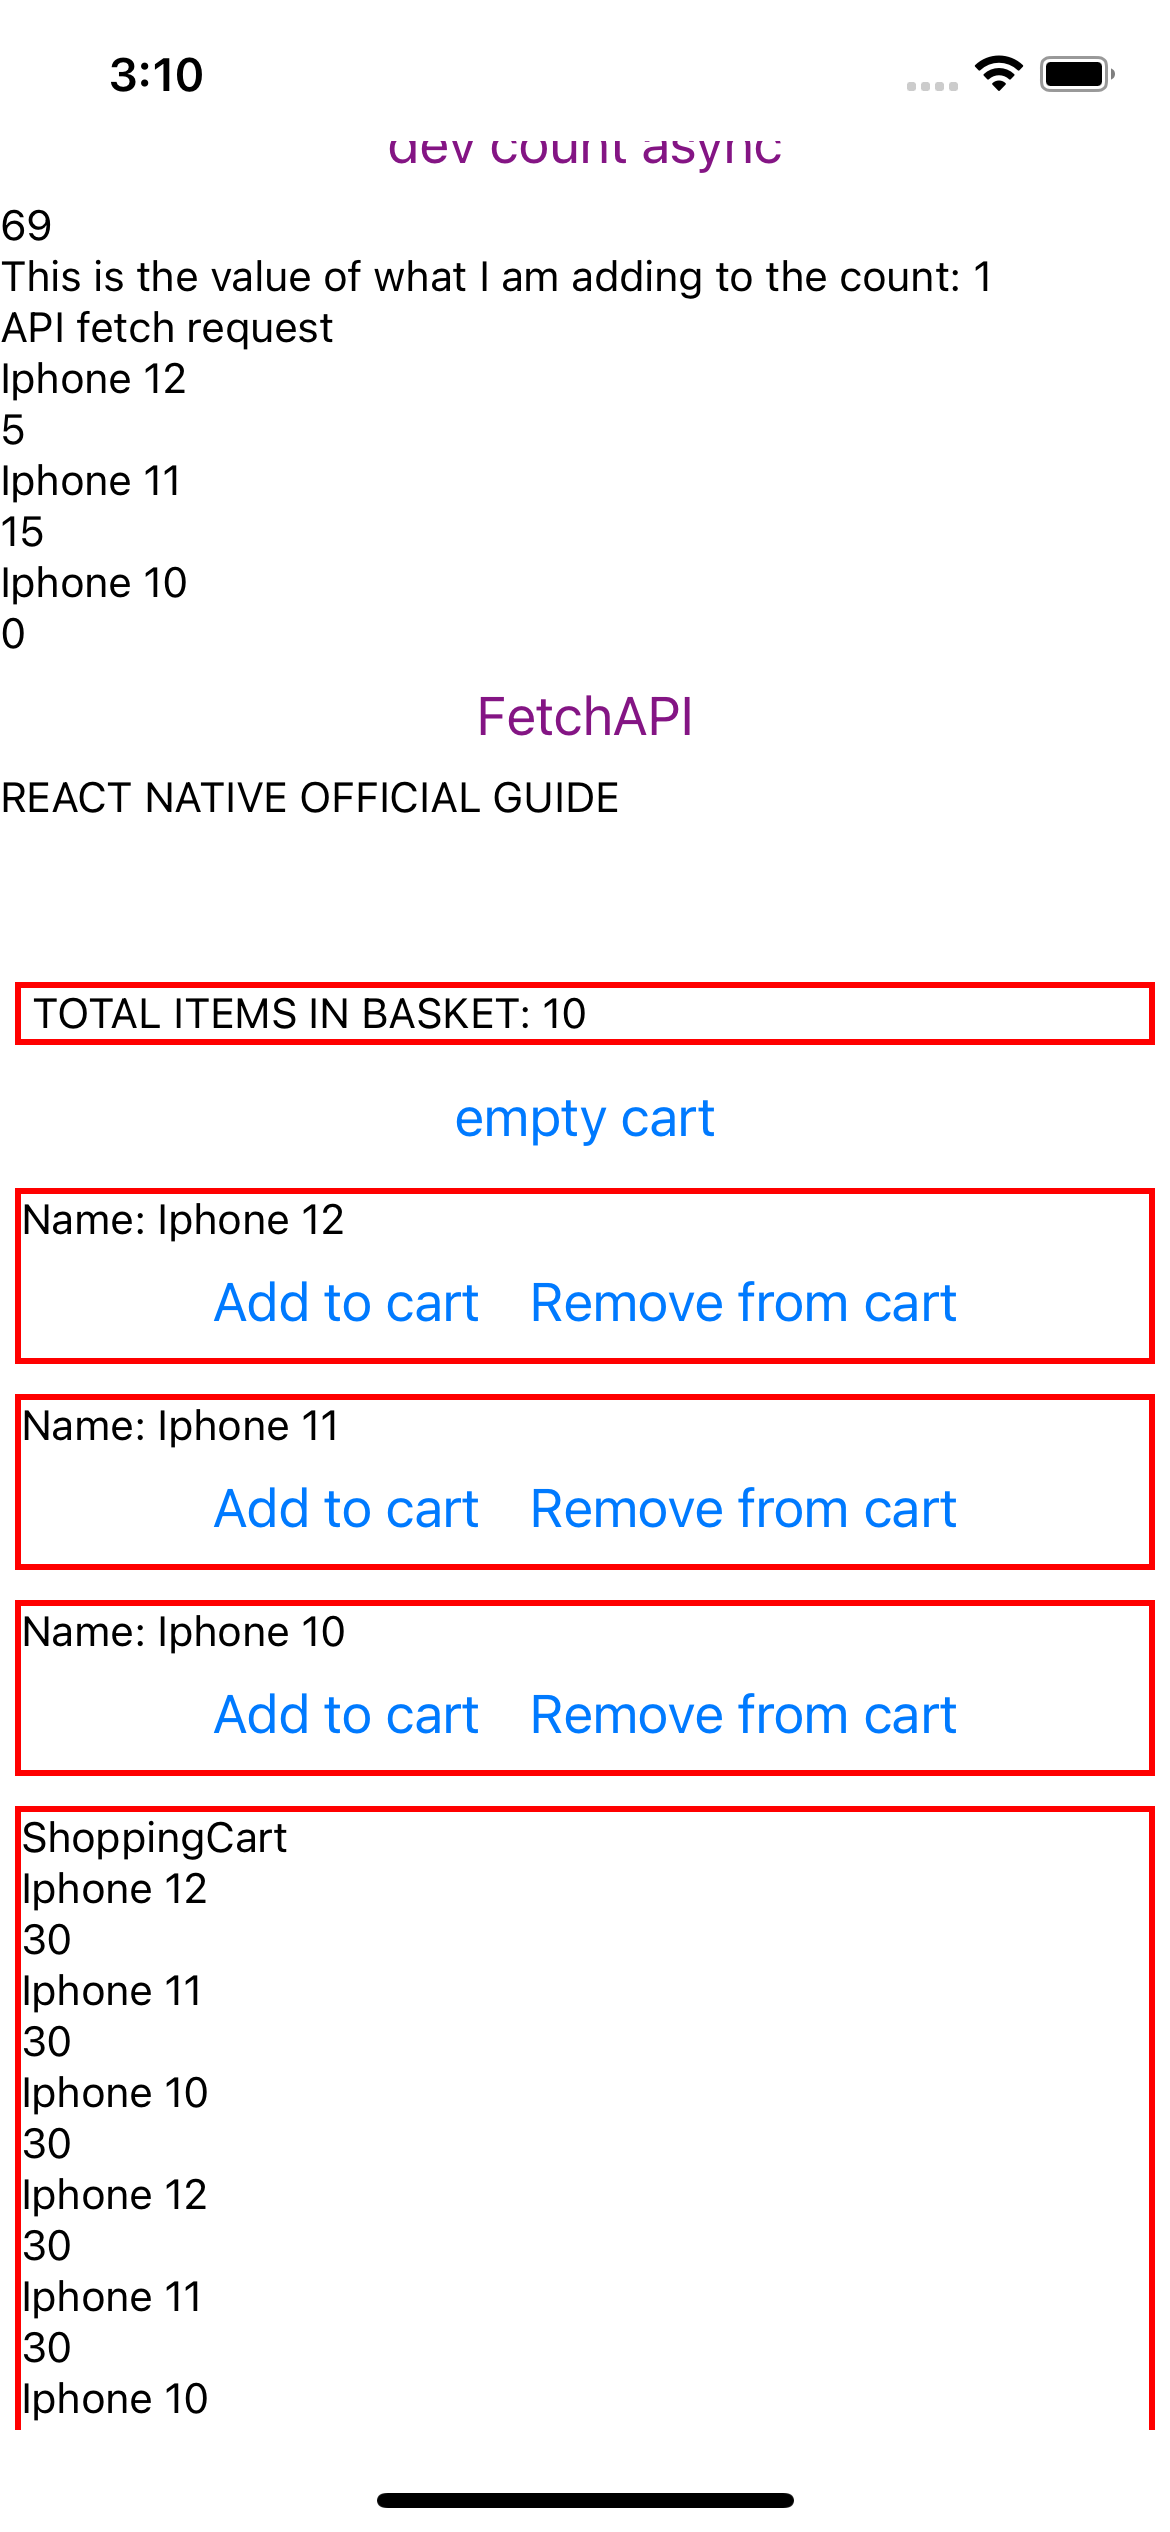 3:10
dev count async
69
This is the value of what I am adding to the count: 1
API fetch request
Iphone 12
5
Iphone 11
15
Iphone 10
0
FetchAPI
REACT NATIVE OFFICIAL GUIDE
TOTAL ITEMS IN BASKET: 10
empty cart
Name: Iphone 12
Add to cart Remove from cart
Name: Iphone 11
Add to cart Remove from cart
Name: Iphone 10
Add to cart Remove from cart
ShoppingCart
Iphone 12
30
Iphone 11
30
Iphone 10
30
Iphone 12
30
Iphone 11
30
Iphone 10